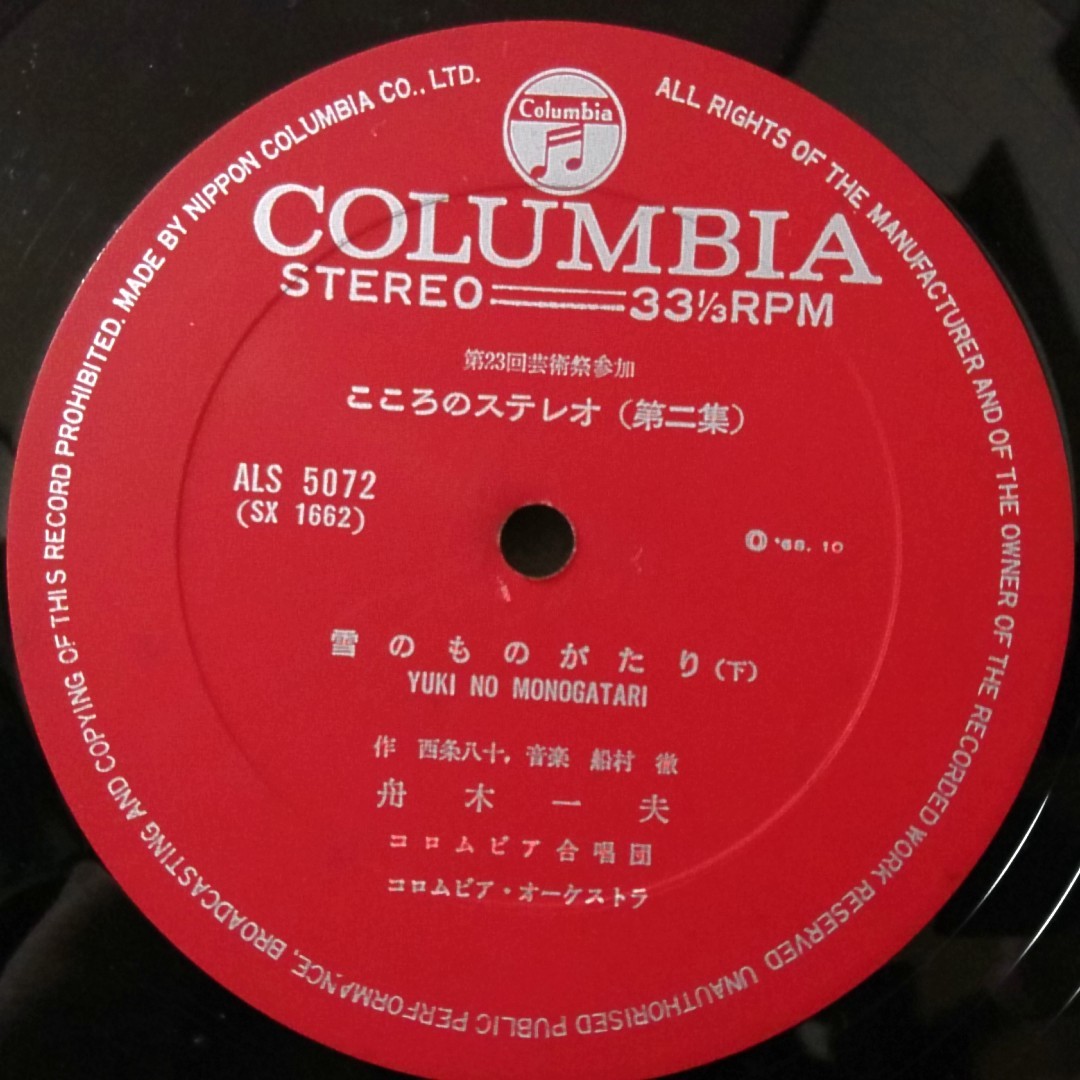 Columbia
COLUMBIA
STEREO 33⅓RPM
第23回芸術祭参加
こころのステレオ（第二集）
ALS 5072
(SX 1662)
Ⓟ '68. 10
雪のものがたり（下）
YUKI NO MONOGATARI
作 西条八十，音楽 船村 徹
舟木一夫
コロムビア合唱団
コロムビア・オーケストラ
ALL RIGHTS OF THE MANUFACTURER AND OF THE OWNER OF THE RECORDED WORK RESERVED UNAUTHORISED PUBLIC PERFORMANCE, BROADCASTING AND COPYING OF THIS RECORD PROHIBITED. MADE BY NIPPON COLUMBIA CO., LTD.